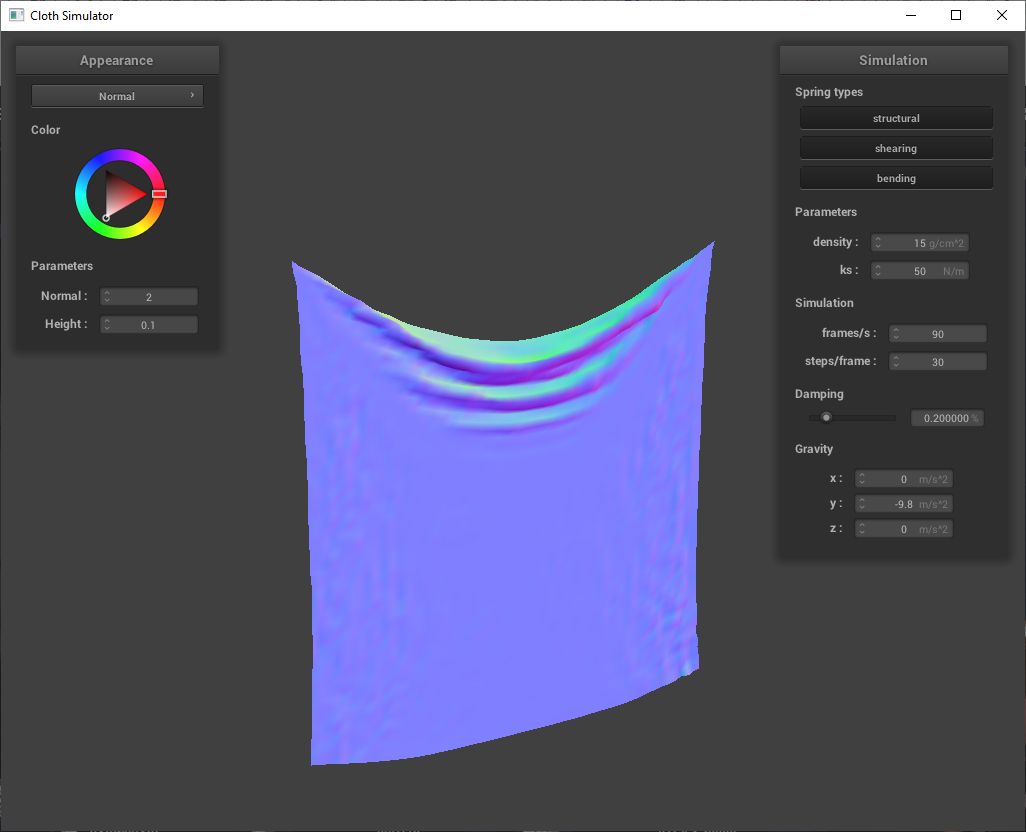 Cloth Simulator
Appearance
Normal
Color
Parameters
Normal : 2
Height : 0.1
Simulation
Spring types
structural
shearing
bending
Parameters
density : 15 g/cm^2
ks : 50 N/m
Simulation
frames/s : 90
steps/frame : 30
Damping
0.200000 %
Gravity
x : 0 m/s^2
y : -9.8 m/s^2
z : 0 m/s^2